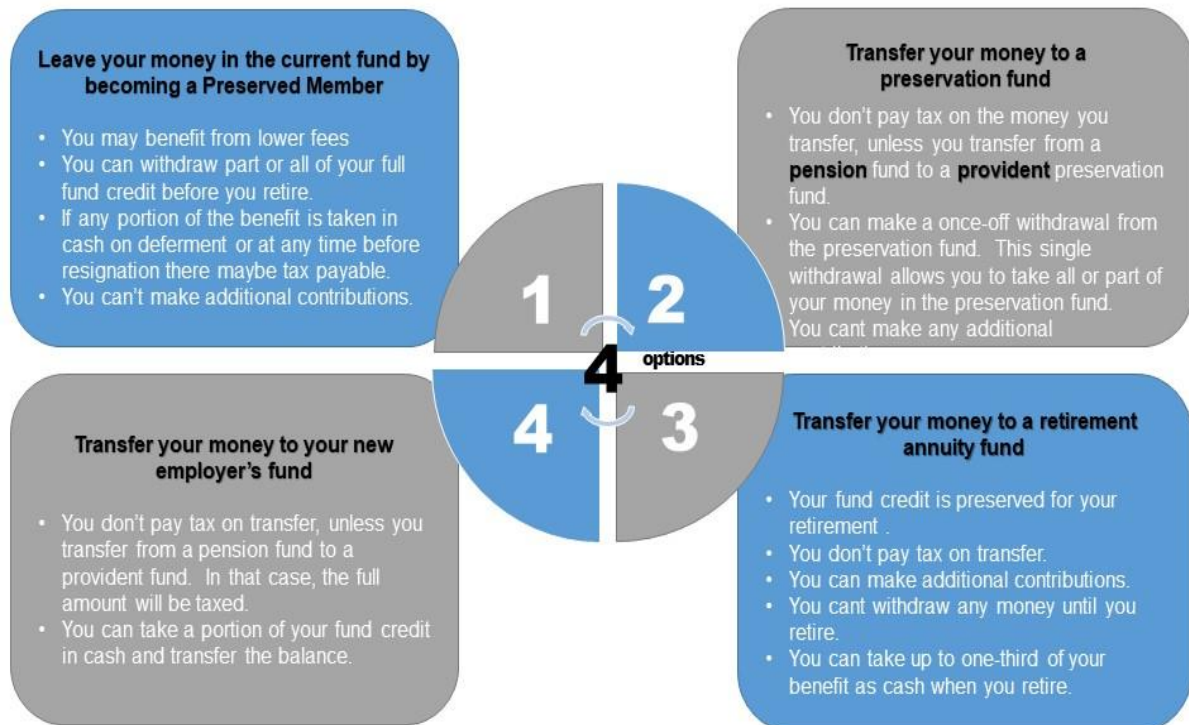 Leave your money in the current fund by
becoming a Preserved Member
• You may benefit from lower fees
• You can withdraw part or all of your full
fund credit before you retire.
• If any portion of the benefit is taken in
cash on deferment or at any time before
resignation there maybe tax payable.
• You can't make additional contributions.
Transfer your money to a
preservation fund
• You don't pay tax on the money you
transfer, unless you transfer from a
pension fund to a provident preservation
fund.
• You can make a once-off withdrawal from
the preservation fund. This single
withdrawal allows you to take all or part of
your money in the preservation fund.
You cant make any additional
1
2
4
options
4
3
Transfer your money to your new
employer's fund
• You don't pay tax on transfer, unless you
transfer from a pension fund to a
provident fund. In that case, the full
amount will be taxed.
• You can take a portion of your fund credit
in cash and transfer the balance.
Transfer your money to a retirement
annuity fund
• Your fund credit is preserved for your
retirement .
• You don't pay tax on transfer.
• You can make additional contributions.
• You cant withdraw any money until you
retire.
• You can take up to one-third of your
benefit as cash when you retire.